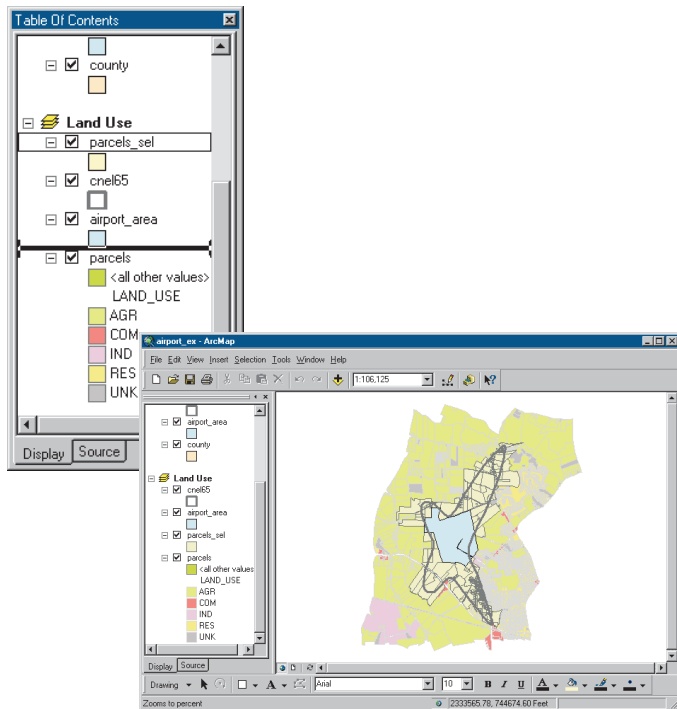 Table Of Contents
county
Land Use
parcels_sel
cnel65
airport_area
parcels
<all other values>
LAND_USE
AGR
COM
IND
RES
UNK
Display Source
airport_ex - ArcMap
File Edit View Insert Selection Tools Window Help
1:106,125
airport_area
county
Land Use
cnel65
airport_area
parcels_sel
parcels
<all other values
LAND_USE
AGR
COM
IND
RES
UNK
Display Source
Drawing A Arial 10 B I U A
Zooms to percent 2333565.78, 744674.60 Feet